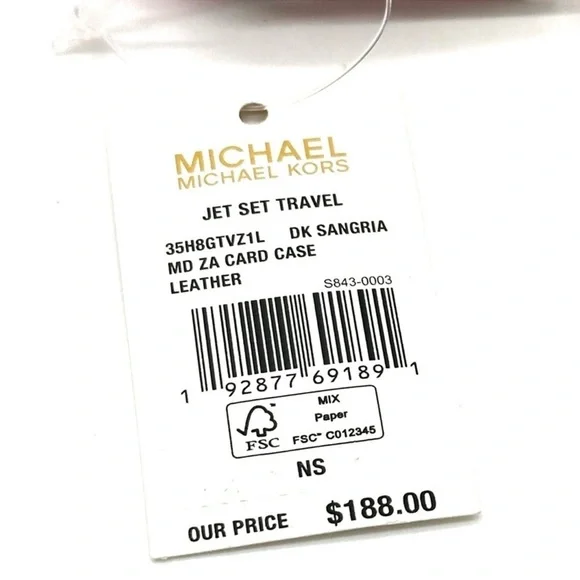 MICHAEL
MICHAEL KORS
JET SET TRAVEL
35H8GTVZ1L DK SANGRIA
MD ZA CARD CASE
LEATHER
S843-0003
1 92877 69189 1
FSC
MIX
Paper
FSC™ C012345
NS
OUR PRICE $188.00